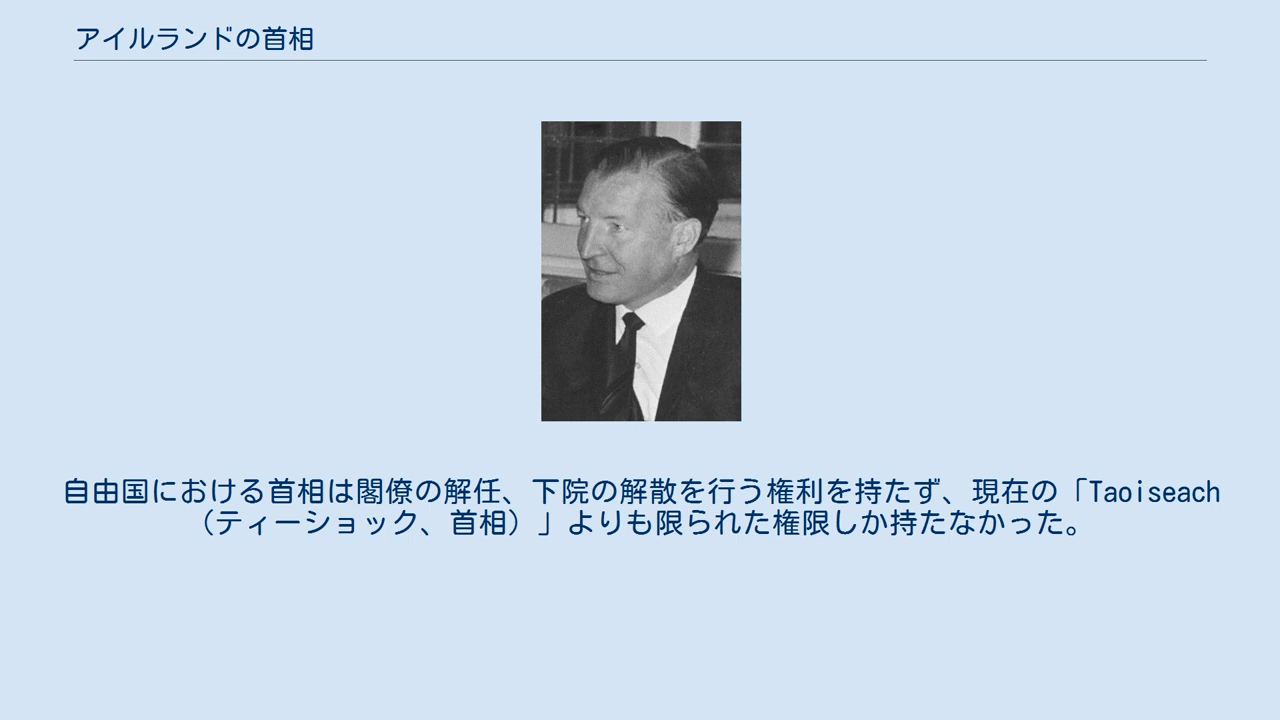 アイルランドの首相
自由国における首相は閣僚の解任、下院の解散を行う権利を持たず、現在の「Taoiseach
（ティーショック、首相）」よりも限られた権限しか持たなかった。